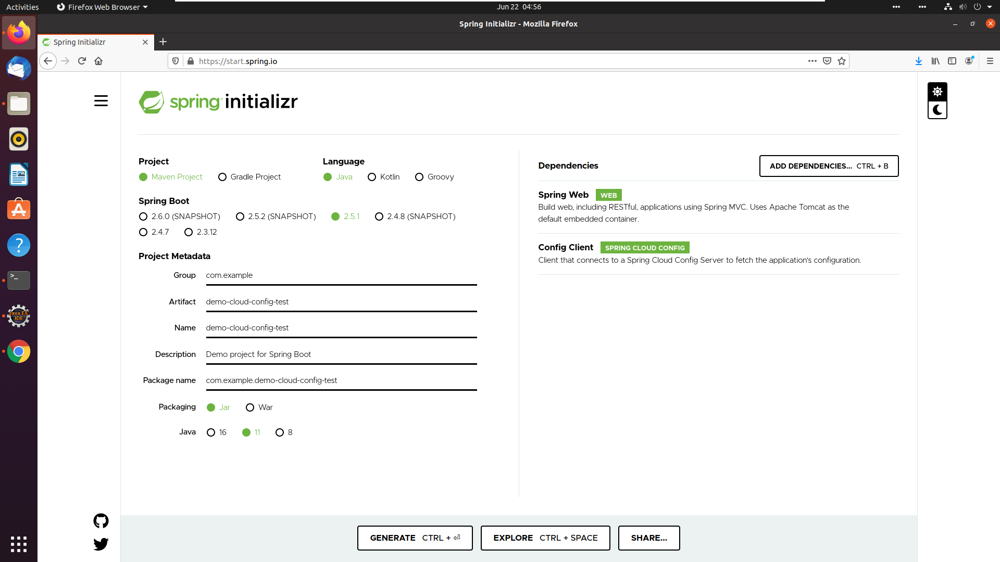 Activities
Firefox Web Browser
Jun 22 04:56
Spring Initializr - Mozilla Firefox
Spring Initializr
https://start.spring.io
spring initializr
Project
Maven Project
Gradle Project
Language
Java
Kotlin
Groovy
Spring Boot
2.6.0 (SNAPSHOT)
2.5.2 (SNAPSHOT)
2.5.1
2.4.8 (SNAPSHOT)
2.4.7
2.3.12
Project Metadata
Group
com.example
Artifact
demo-cloud-config-test
Name
demo-cloud-config-test
Description
Demo project for Spring Boot
Package name
com.example.demo-cloud-config-test
Packaging
Jar
War
Java
16
11
8
Dependencies
ADD DEPENDENCIES... CTRL + B
Spring Web WEB
Build web, including RESTful, applications using Spring MVC. Uses Apache Tomcat as the
default embedded container.
Config Client SPRING CLOUD CONFIG
Client that connects to a Spring Cloud Config Server to fetch the application's configuration.
Java EE
IDE
GENERATE CTRL + ⏎
EXPLORE CTRL + SPACE
SHARE...